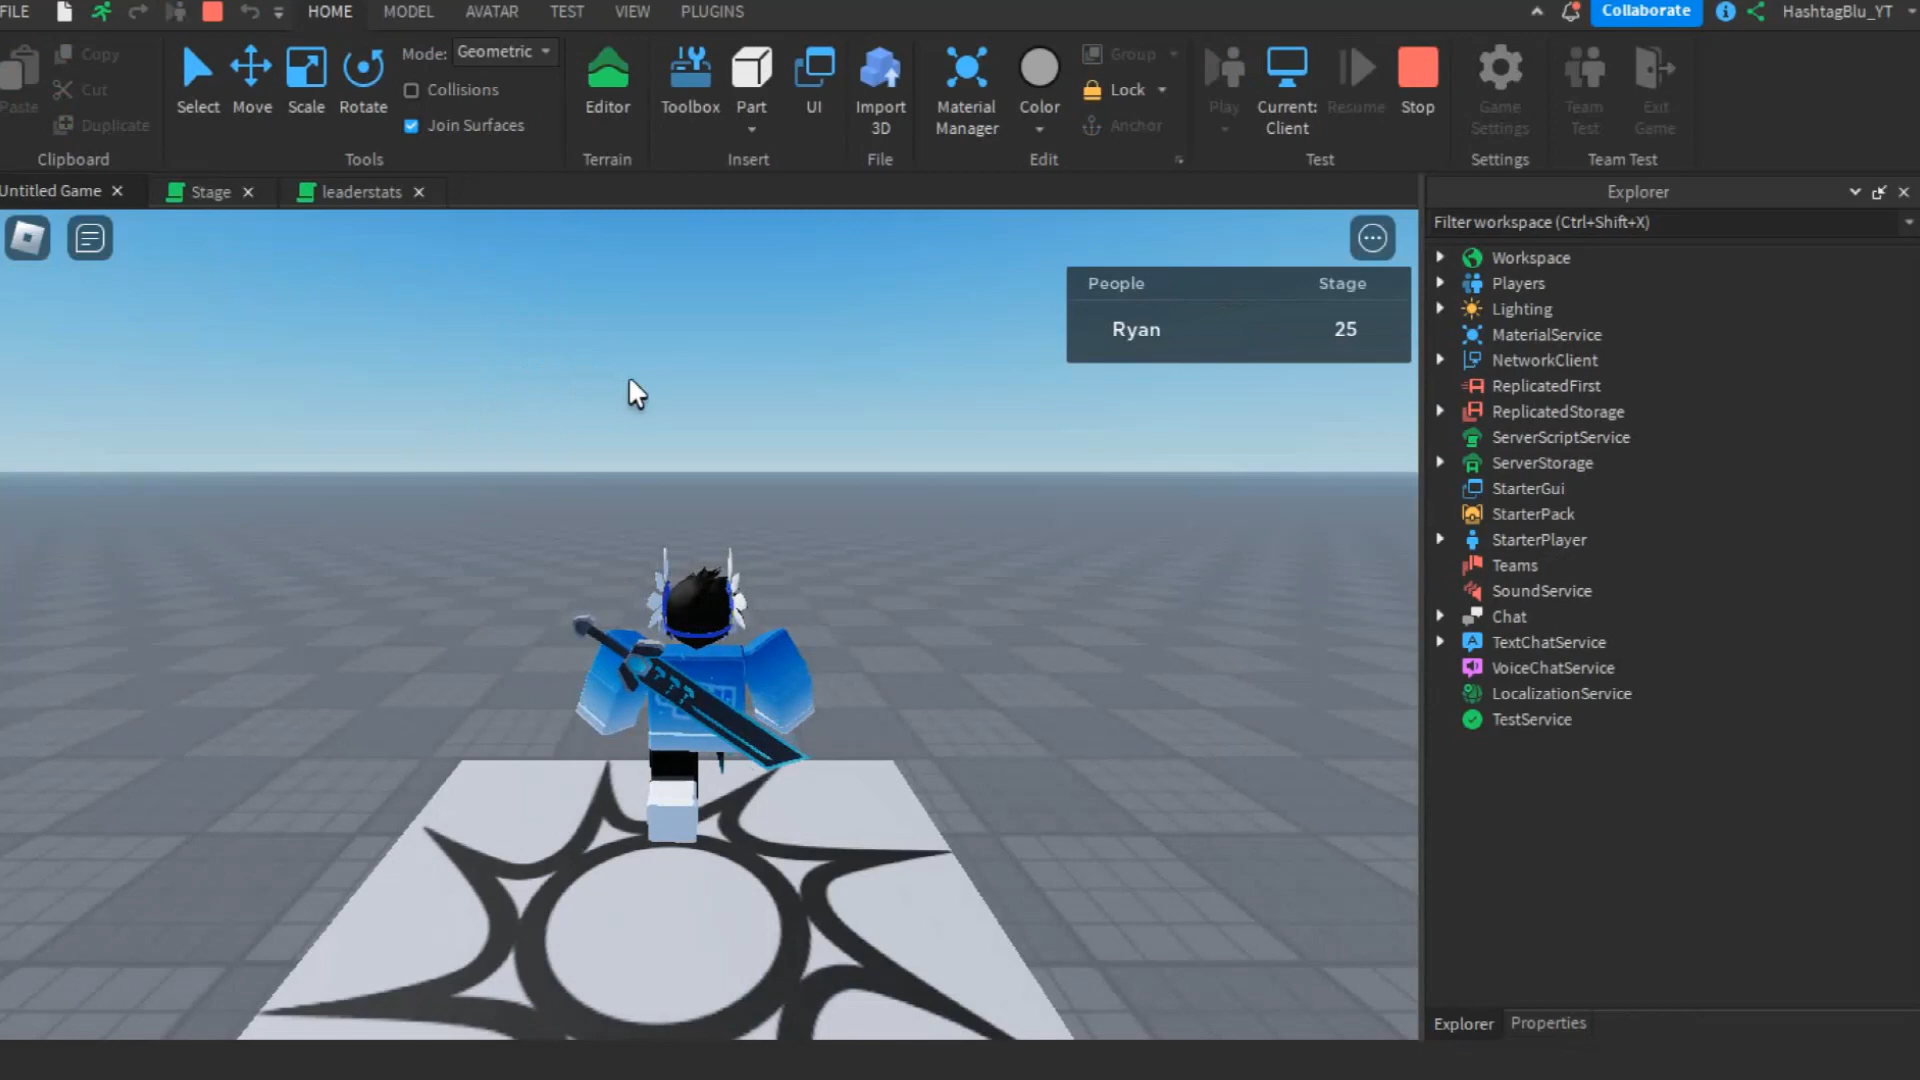 FILE HOME MODEL AVATAR TEST VIEW PLUGINS Collaborate HashtagBlu_YT
Paste Copy Cut Duplicate
Clipboard
Select Move Scale Rotate
Mode: Geometric
Collisions
Join Surfaces
Tools
Editor
Terrain
Toolbox Part UI
Insert
Import
3D
File
Material
Manager
Color
Group
Lock
Anchor
Edit
Play
Current:
Client
Resume
Stop
Test
Game
Settings
Settings
Team
Test
Exit
Game
Team Test
Untitled Game
Stage
leaderstats
People Stage
Ryan 25
???
Explorer
Filter workspace (Ctrl+Shift+X)
Workspace
Players
Lighting
MaterialService
NetworkClient
ReplicatedFirst
ReplicatedStorage
ServerScriptService
ServerStorage
StarterGui
StarterPack
StarterPlayer
Teams
SoundService
Chat
TextChatService
VoiceChatService
LocalizationService
TestService
Explorer Properties